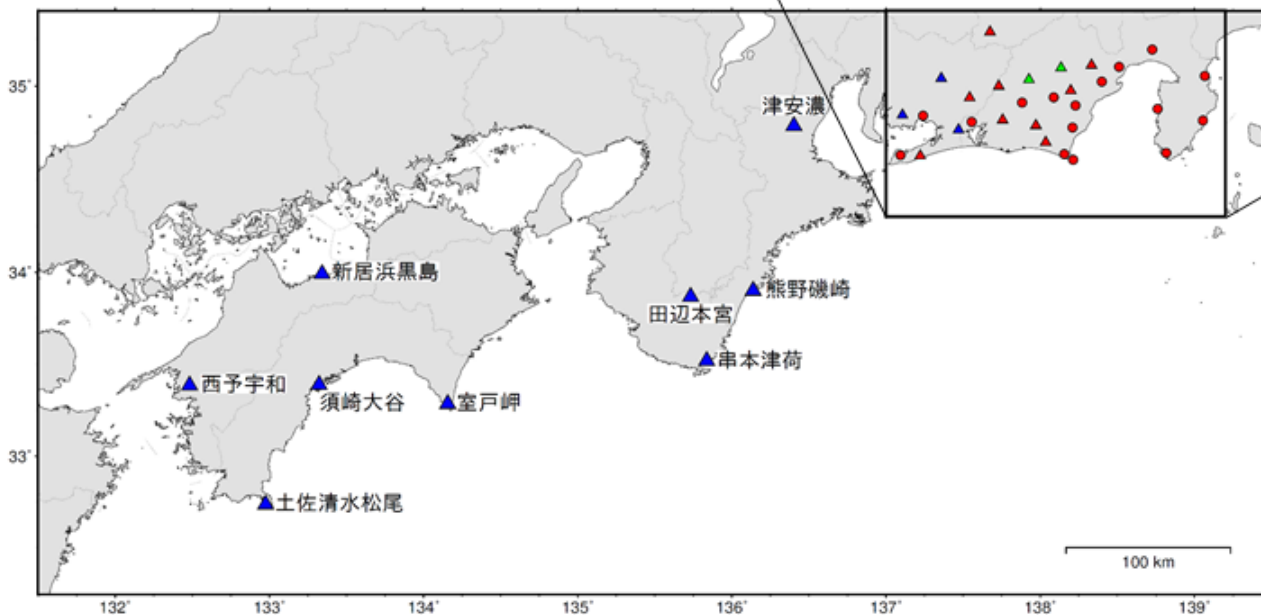 35°
34°
33°
津安濃
新居浜黒島
熊野磯崎
田辺本宮
串本津荷
西予宇和
須崎大谷
室戸岬
土佐清水松尾
100 km
132°
133°
134°
135°
136°
137°
138°
139°